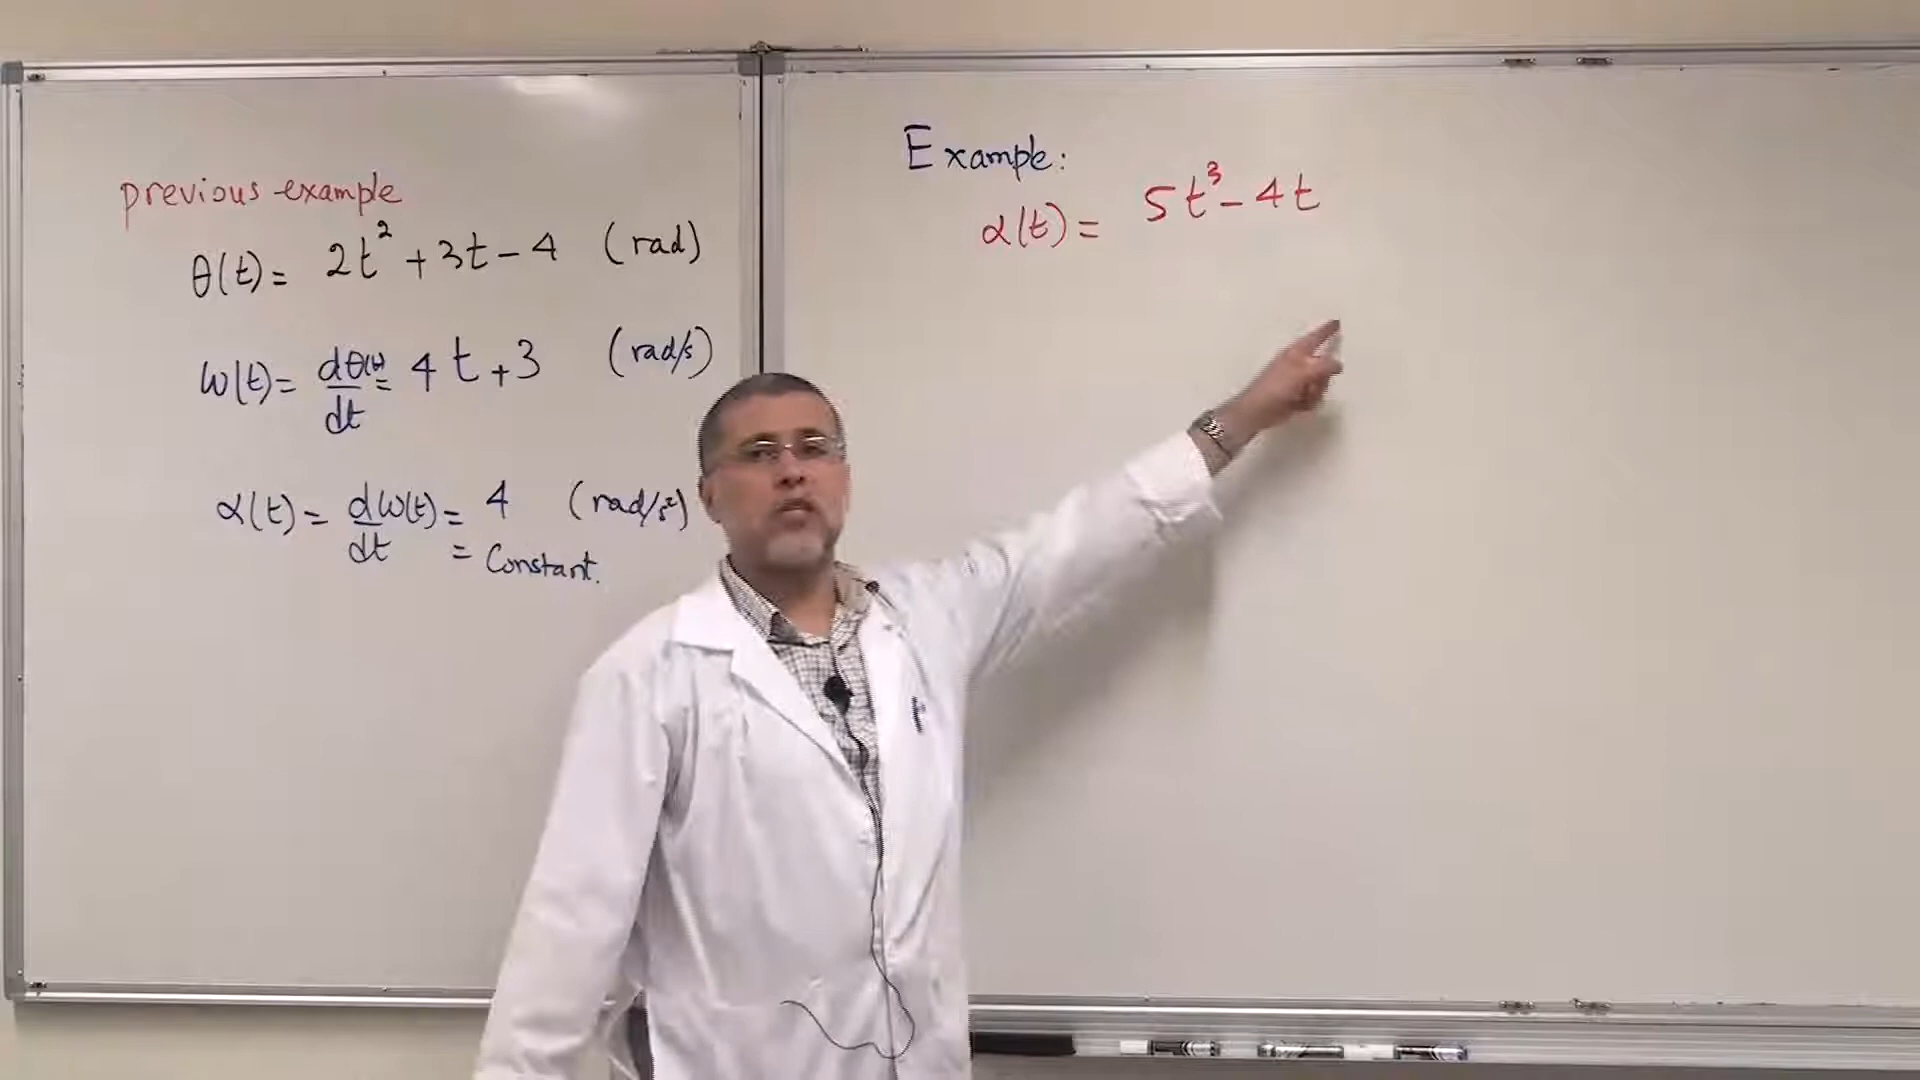 previous example
θ(t) = 2t² + 3t - 4 (rad)
ω(t) = dθ(t)/dt = 4t + 3 (rad/s)
α(t) = dω(t)/dt = 4 (rad/s²)
= Constant.
Example:
α(t) = 5t³ - 4t